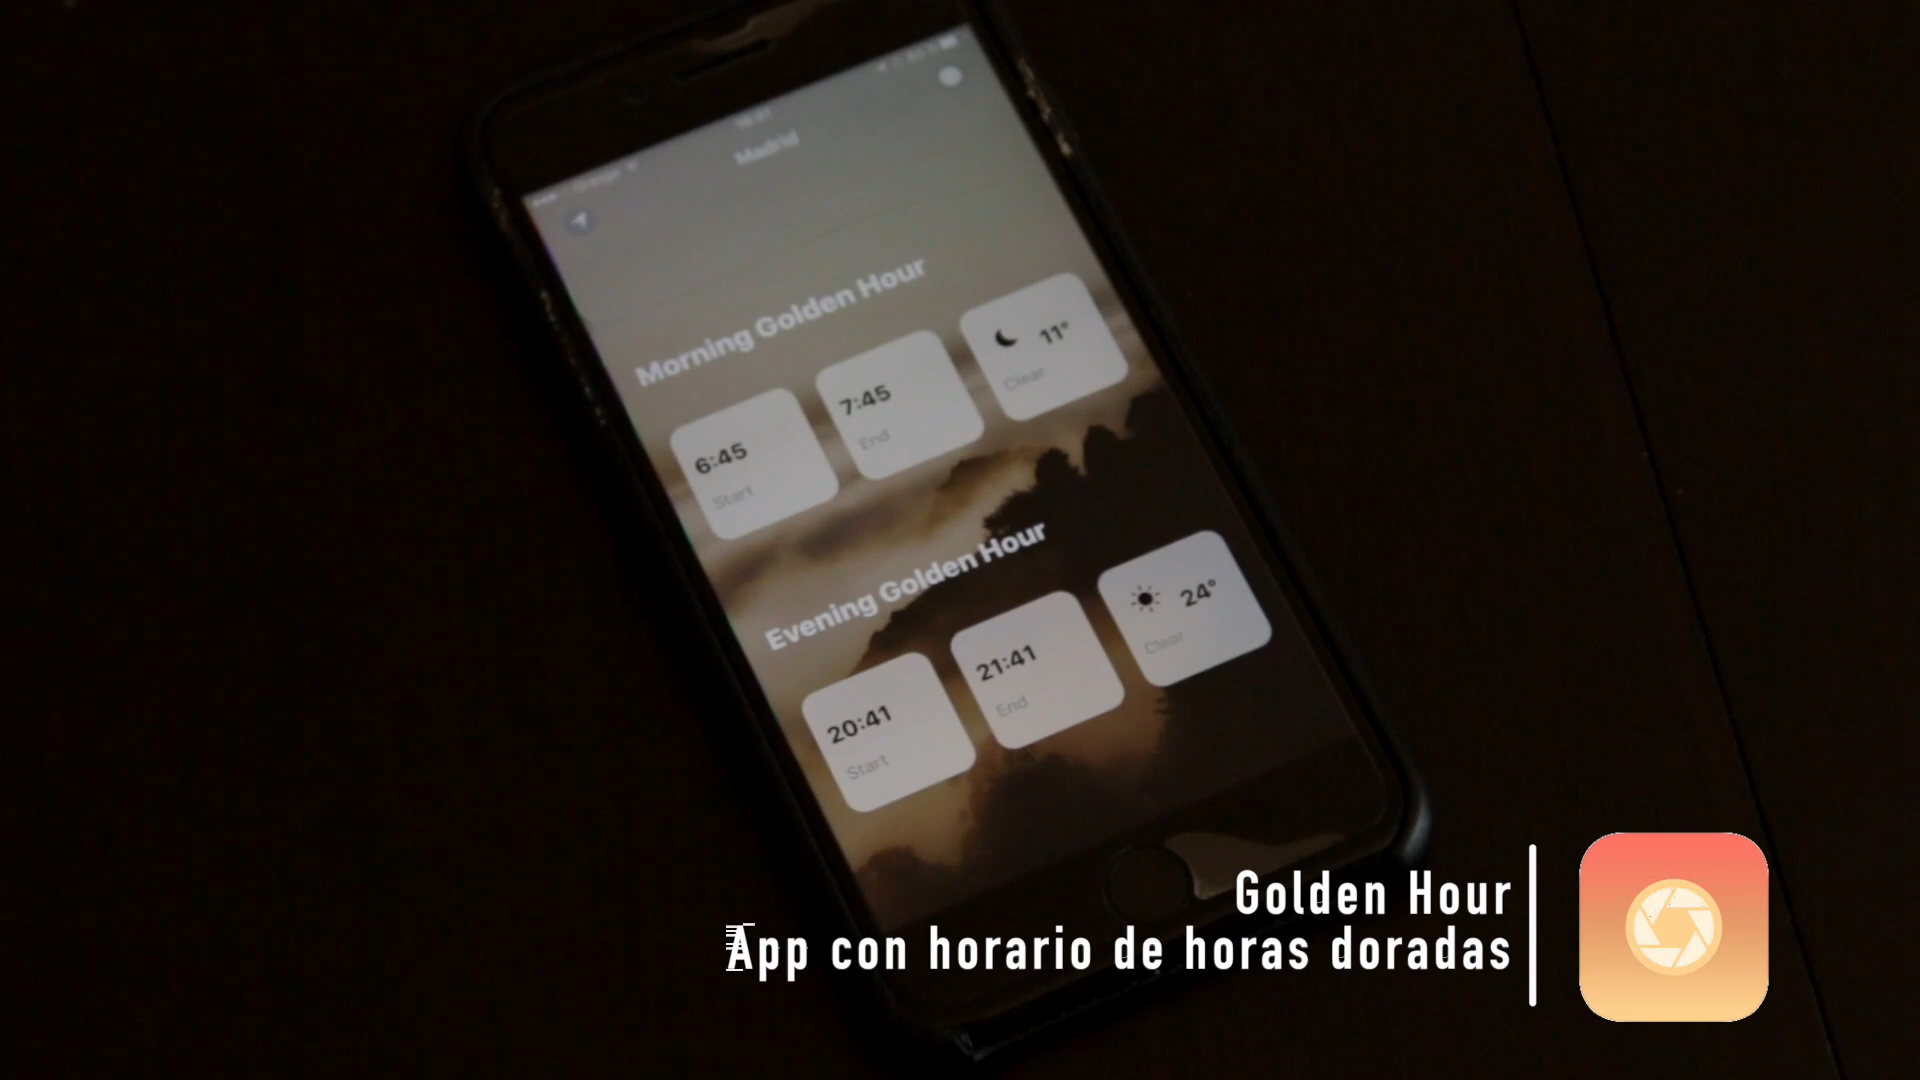 Madrid
Morning Golden Hour
6:45
Start
7:45
End
11°
Clear
Evening Golden Hour
20:41
Start
21:41
End
24°
Clear
Golden Hour
App con horario de horas doradas